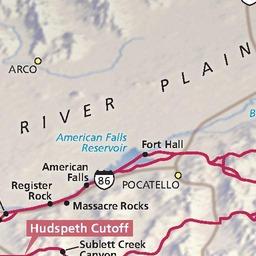 ARCO
RIVER PLAIN
American Falls
Reservoir
Fort Hall
American
Falls
86
POCATELLO
Register
Rock
Massacre Rocks
Hudspeth Cutoff
Sublett Creek
Canyon